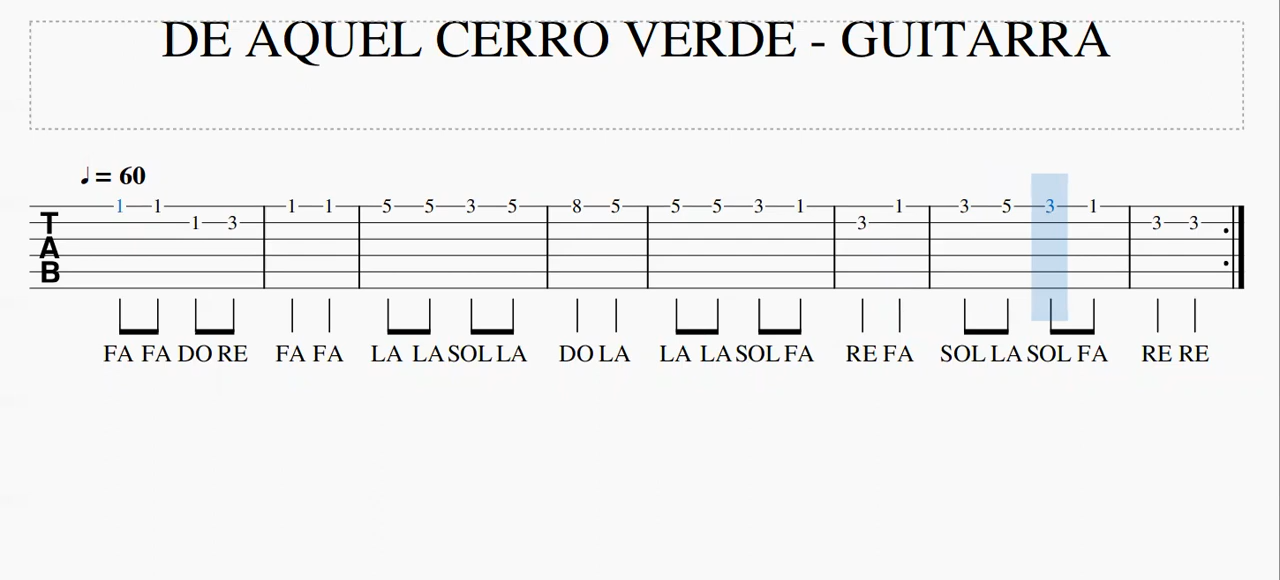 DE AQUEL CERRO VERDE - GUITARRA
♩ = 60
1 1 1 1 5 5 3 5 8 5 5 5 3 1 1 3 5 3 1
T 1 3 3 3 3
A
B
FA FA DO RE FA FA LA LA SOL LA DO LA LA LA SOL FA RE FA SOL LA SOL FA RE RE